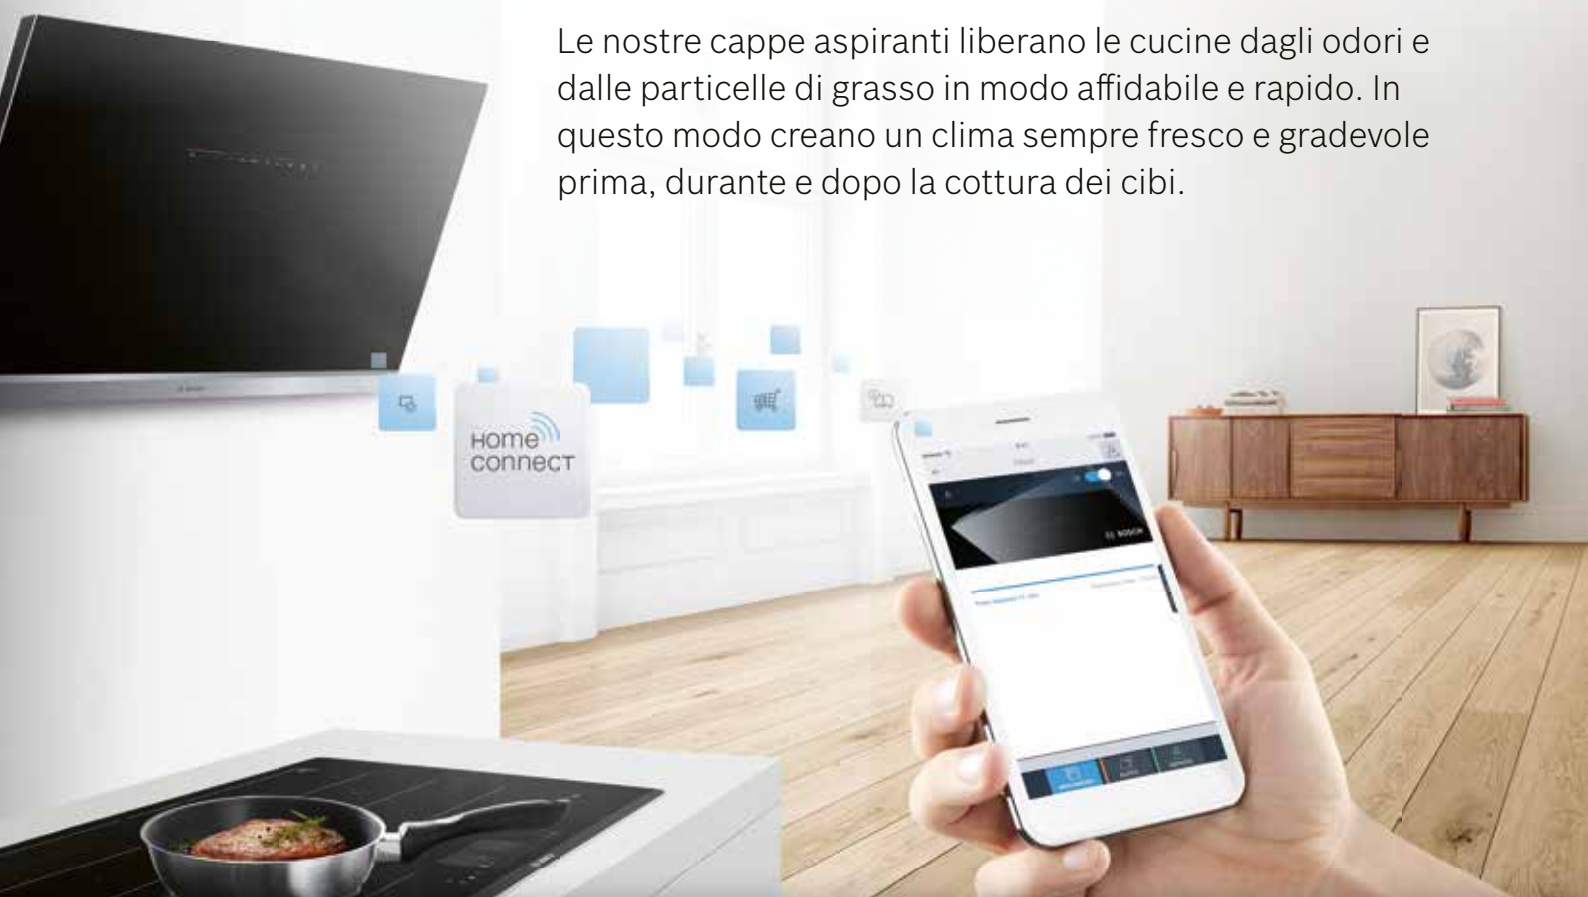 Le nostre cappe aspiranti liberano le cucine dagli odori e
dalle particelle di grasso in modo affidabile e rapido. In
questo modo creano un clima sempre fresco e gradevole
prima, durante e dopo la cottura dei cibi.
HOME
CONNECT
BOSCH